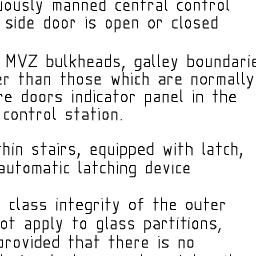 uously manned central control
side door is open or closed
MVZ bulkheads, galley boundarie
er than those which are normally
re doors indicator panel in the
control station.
thin stairs, equipped with latch,
automatic latching device
class integrity of the outer
ot apply to glass partitions,
provided that there is no